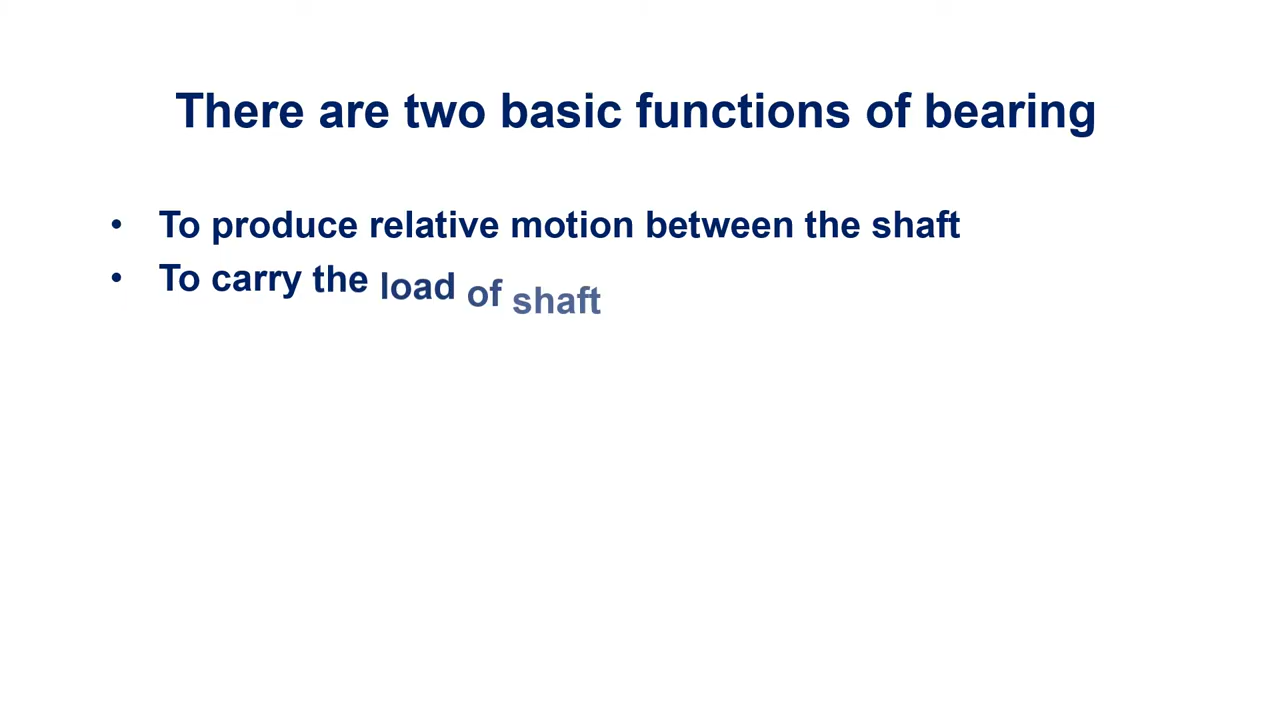 There are two basic functions of bearing
• To produce relative motion between the shaft
• To carry the load of shaft